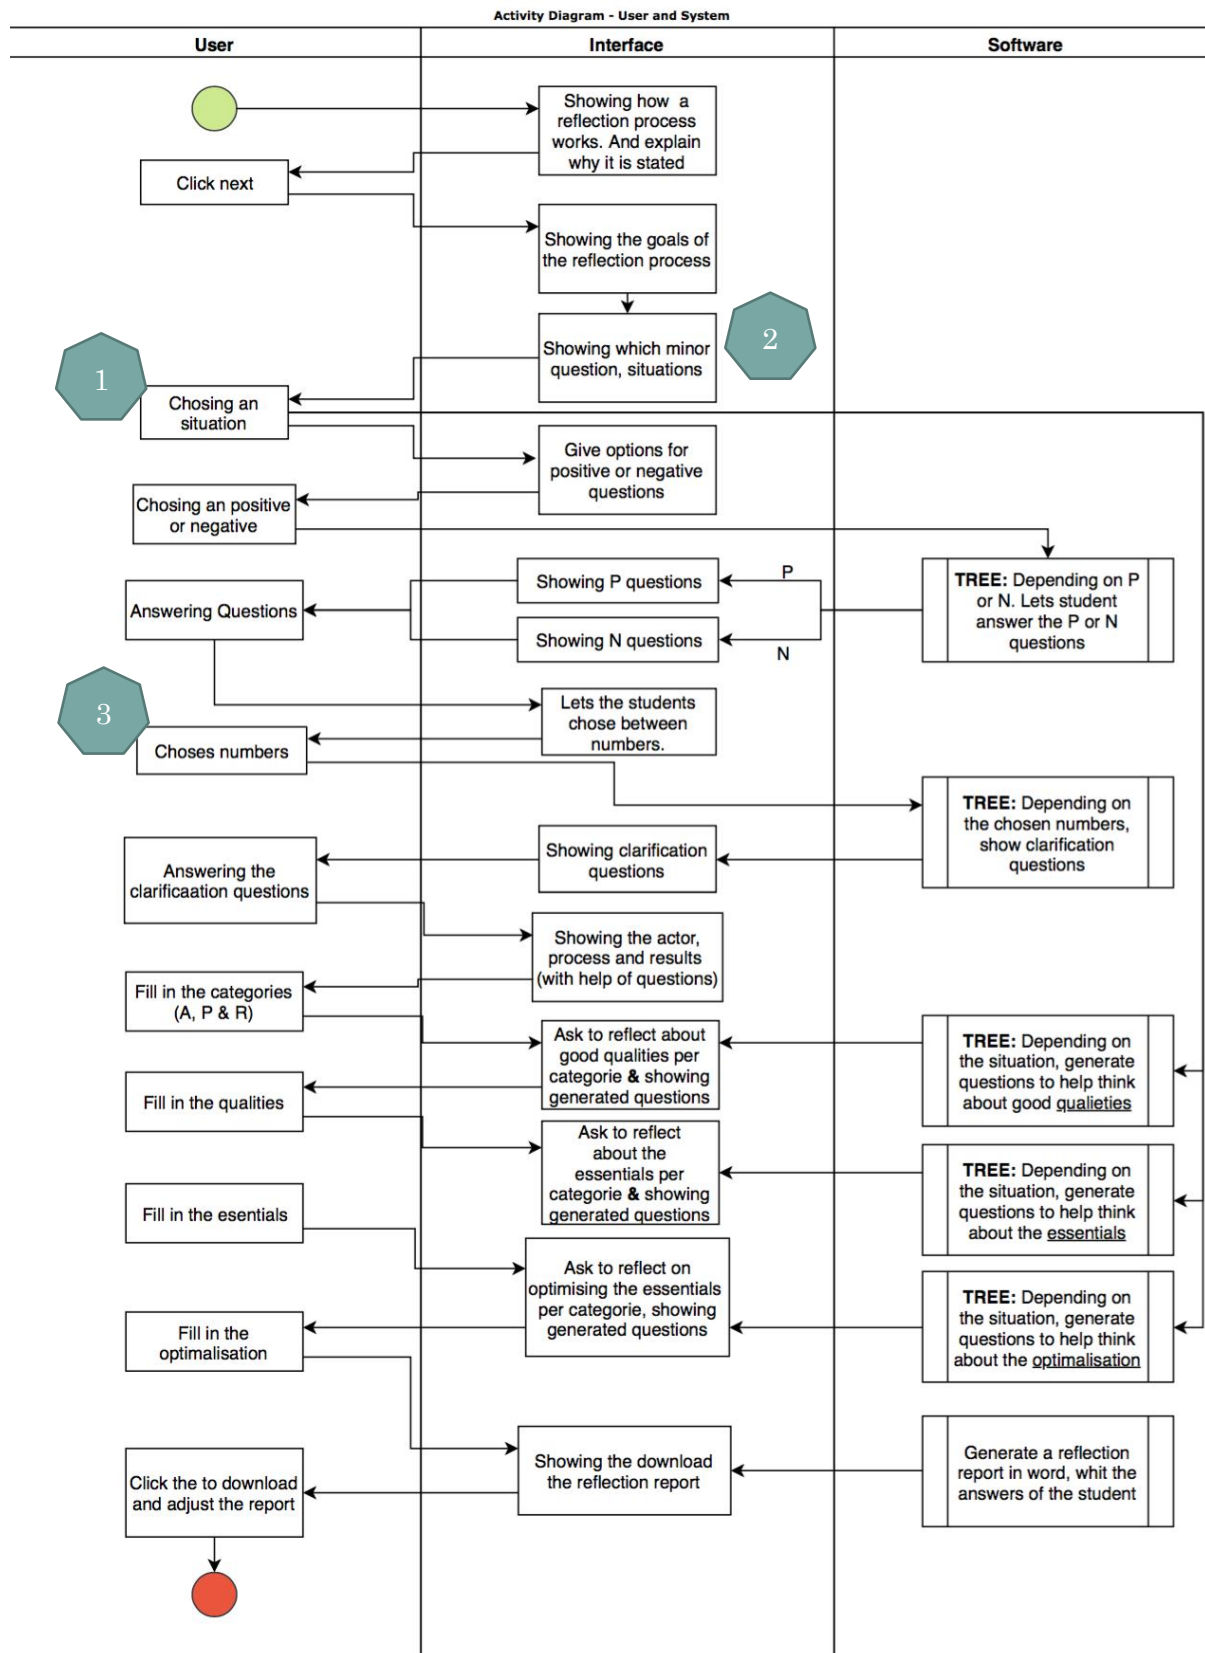 Activity Diagram - User and System
User
Interface
Software
Showing how a
reflection process
works. And explain
why it is stated
Click next
Showing the goals of
the reflection process
2
Showing which minor
question, situations
1
Chosing an
situation
Give options for
positive or negative
questions
Chosing an positive
or negative
TREE: Depending on P
or N. Lets student
answer the P or N
questions
P
Showing P questions
Answering Questions
Showing N questions
N
3
Lets the students
chose between
numbers.
Choses numbers
TREE: Depending on
the chosen numbers,
show clarification
questions
Showing clarification
questions
Answering the
clarificaation questions
Showing the actor,
process and results
(with help of questions)
Fill in the categories
(A, P & R)
Ask to reflect about
good qualities per
categorie & showing
generated questions
TREE: Depending on
the situation, generate
questions to help think
about good qualieties
Fill in the qualities
Ask to reflect
about the
essentials per
categorie & showing
generated questions
TREE: Depending on
the situation, generate
questions to help think
about the essentials
Fill in the esentials
Ask to reflect on
optimising the essentials
per categorie, showing
generated questions
TREE: Depending on
the situation, generate
questions to help think
about the optimalisation
Fill in the
optimalisation
Showing the download
the reflection report
Generate a reflection
report in word, whit the
answers of the student
Click the to download
and adjust the report